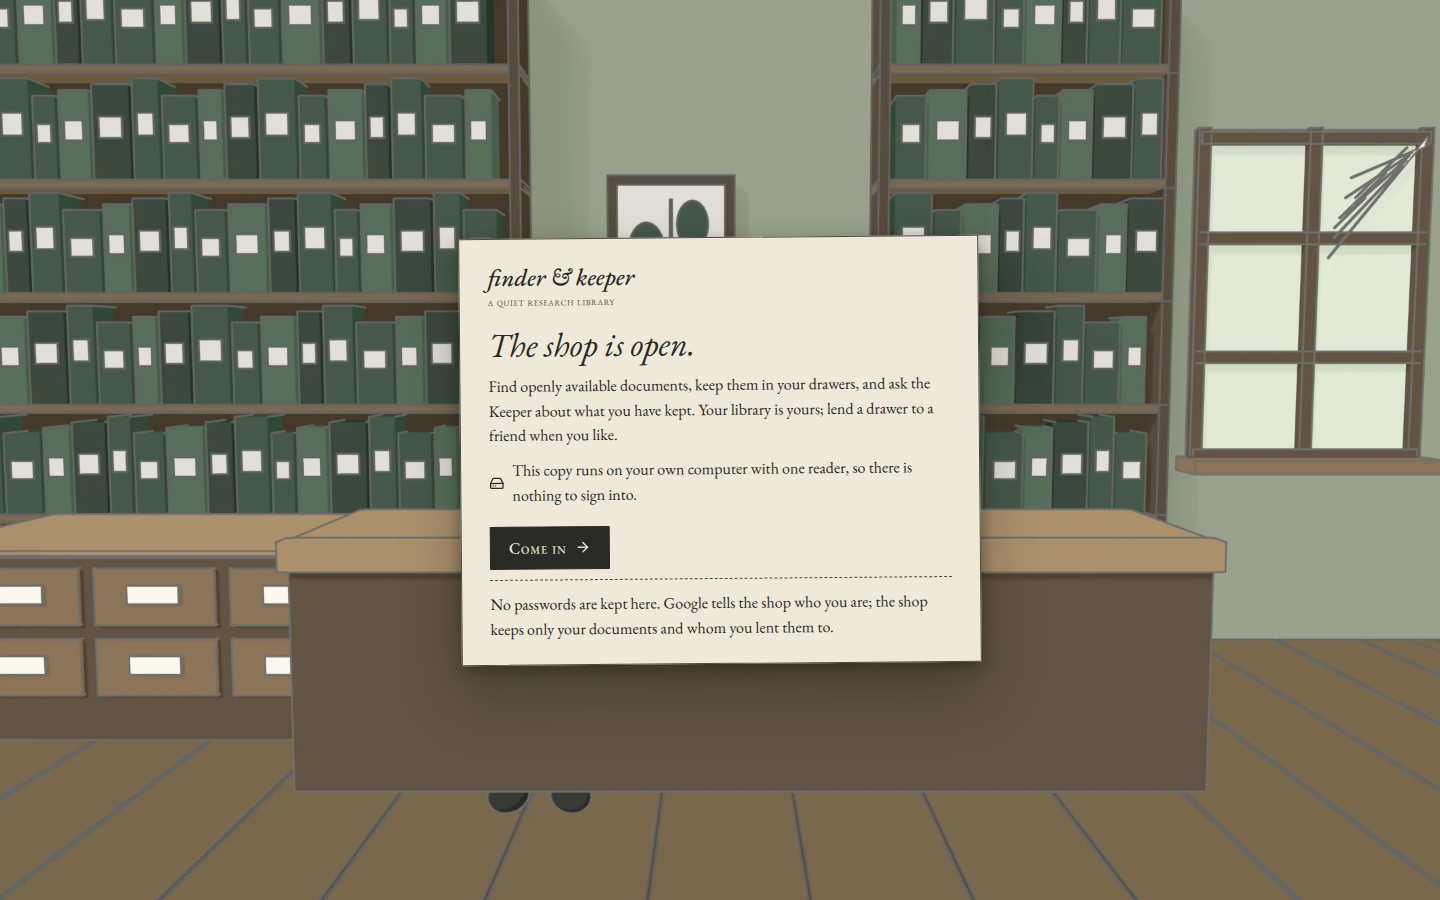 finder & keeper
A QUIET RESEARCH LIBRARY
The shop is open.
Find openly available documents, keep them in your drawers, and ask the
Keeper about what you have kept. Your library is yours; lend a drawer to a
friend when you like.
This copy runs on your own computer with one reader, so there is
nothing to sign into.
Come in →
No passwords are kept here. Google tells the shop who you are; the shop
keeps only your documents and whom you lent them to.